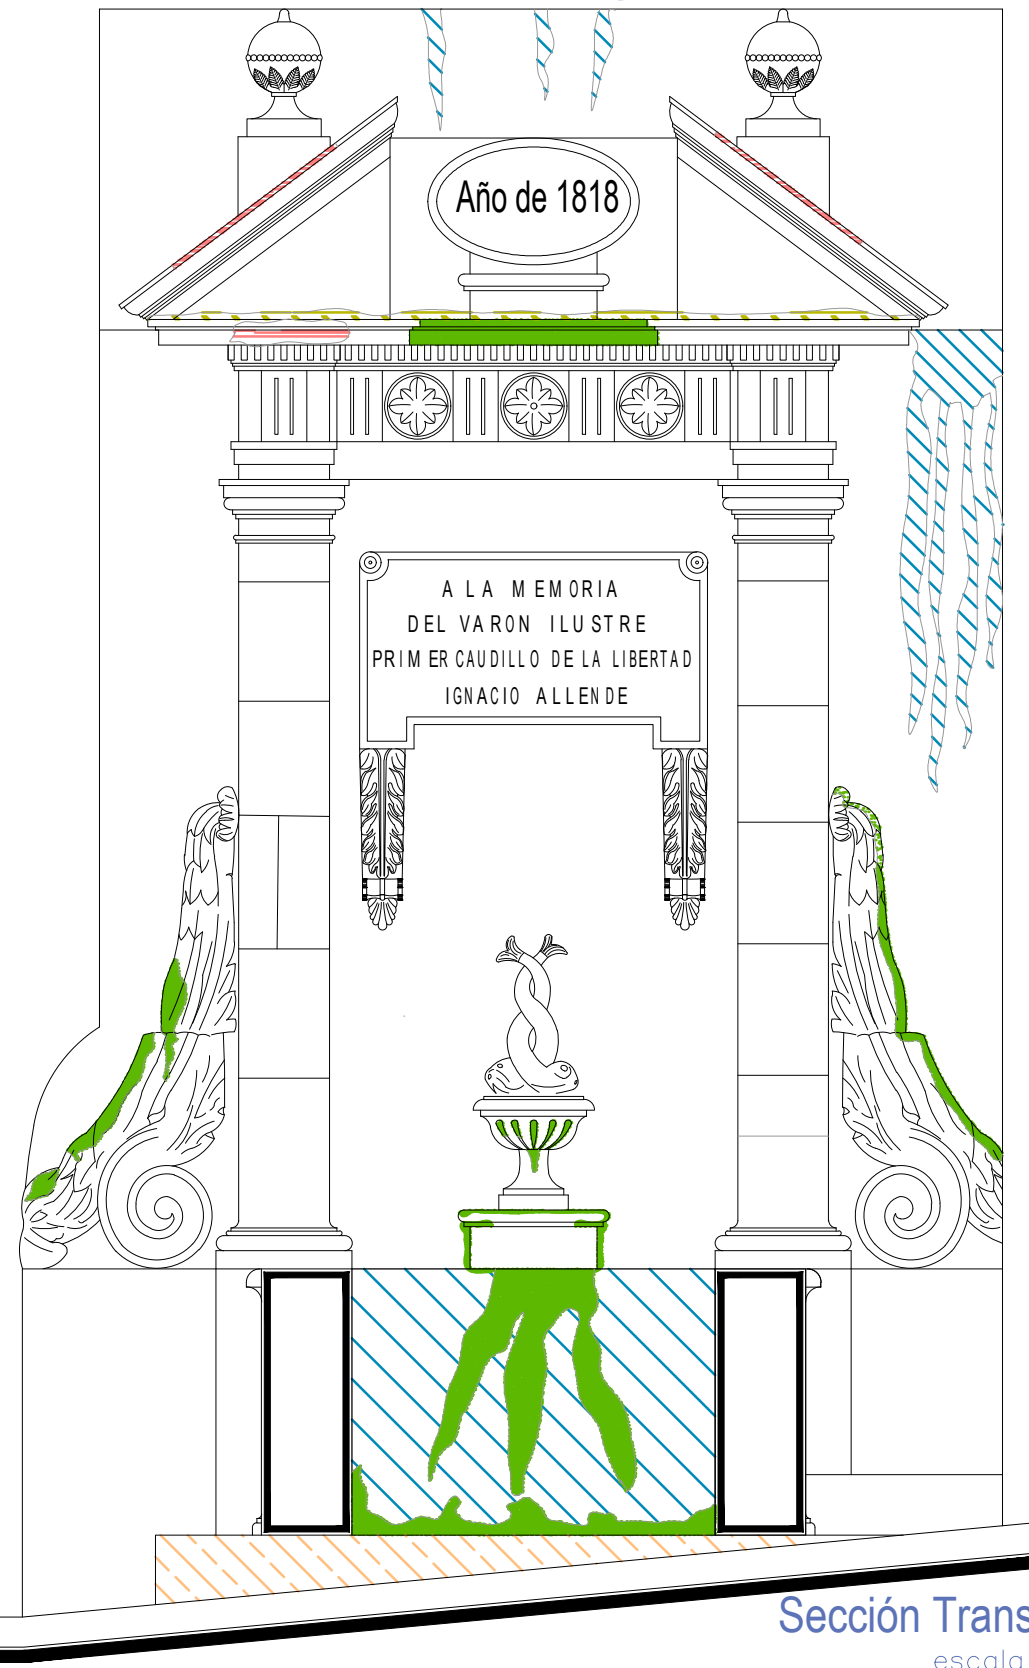 Año de 1818
A LA MEMORIA
DEL VARON ILUSTRE
PRIMER CAUDILLO DE LA LIBERTAD
IGNACIO ALLENDE
Sección Trans
escala